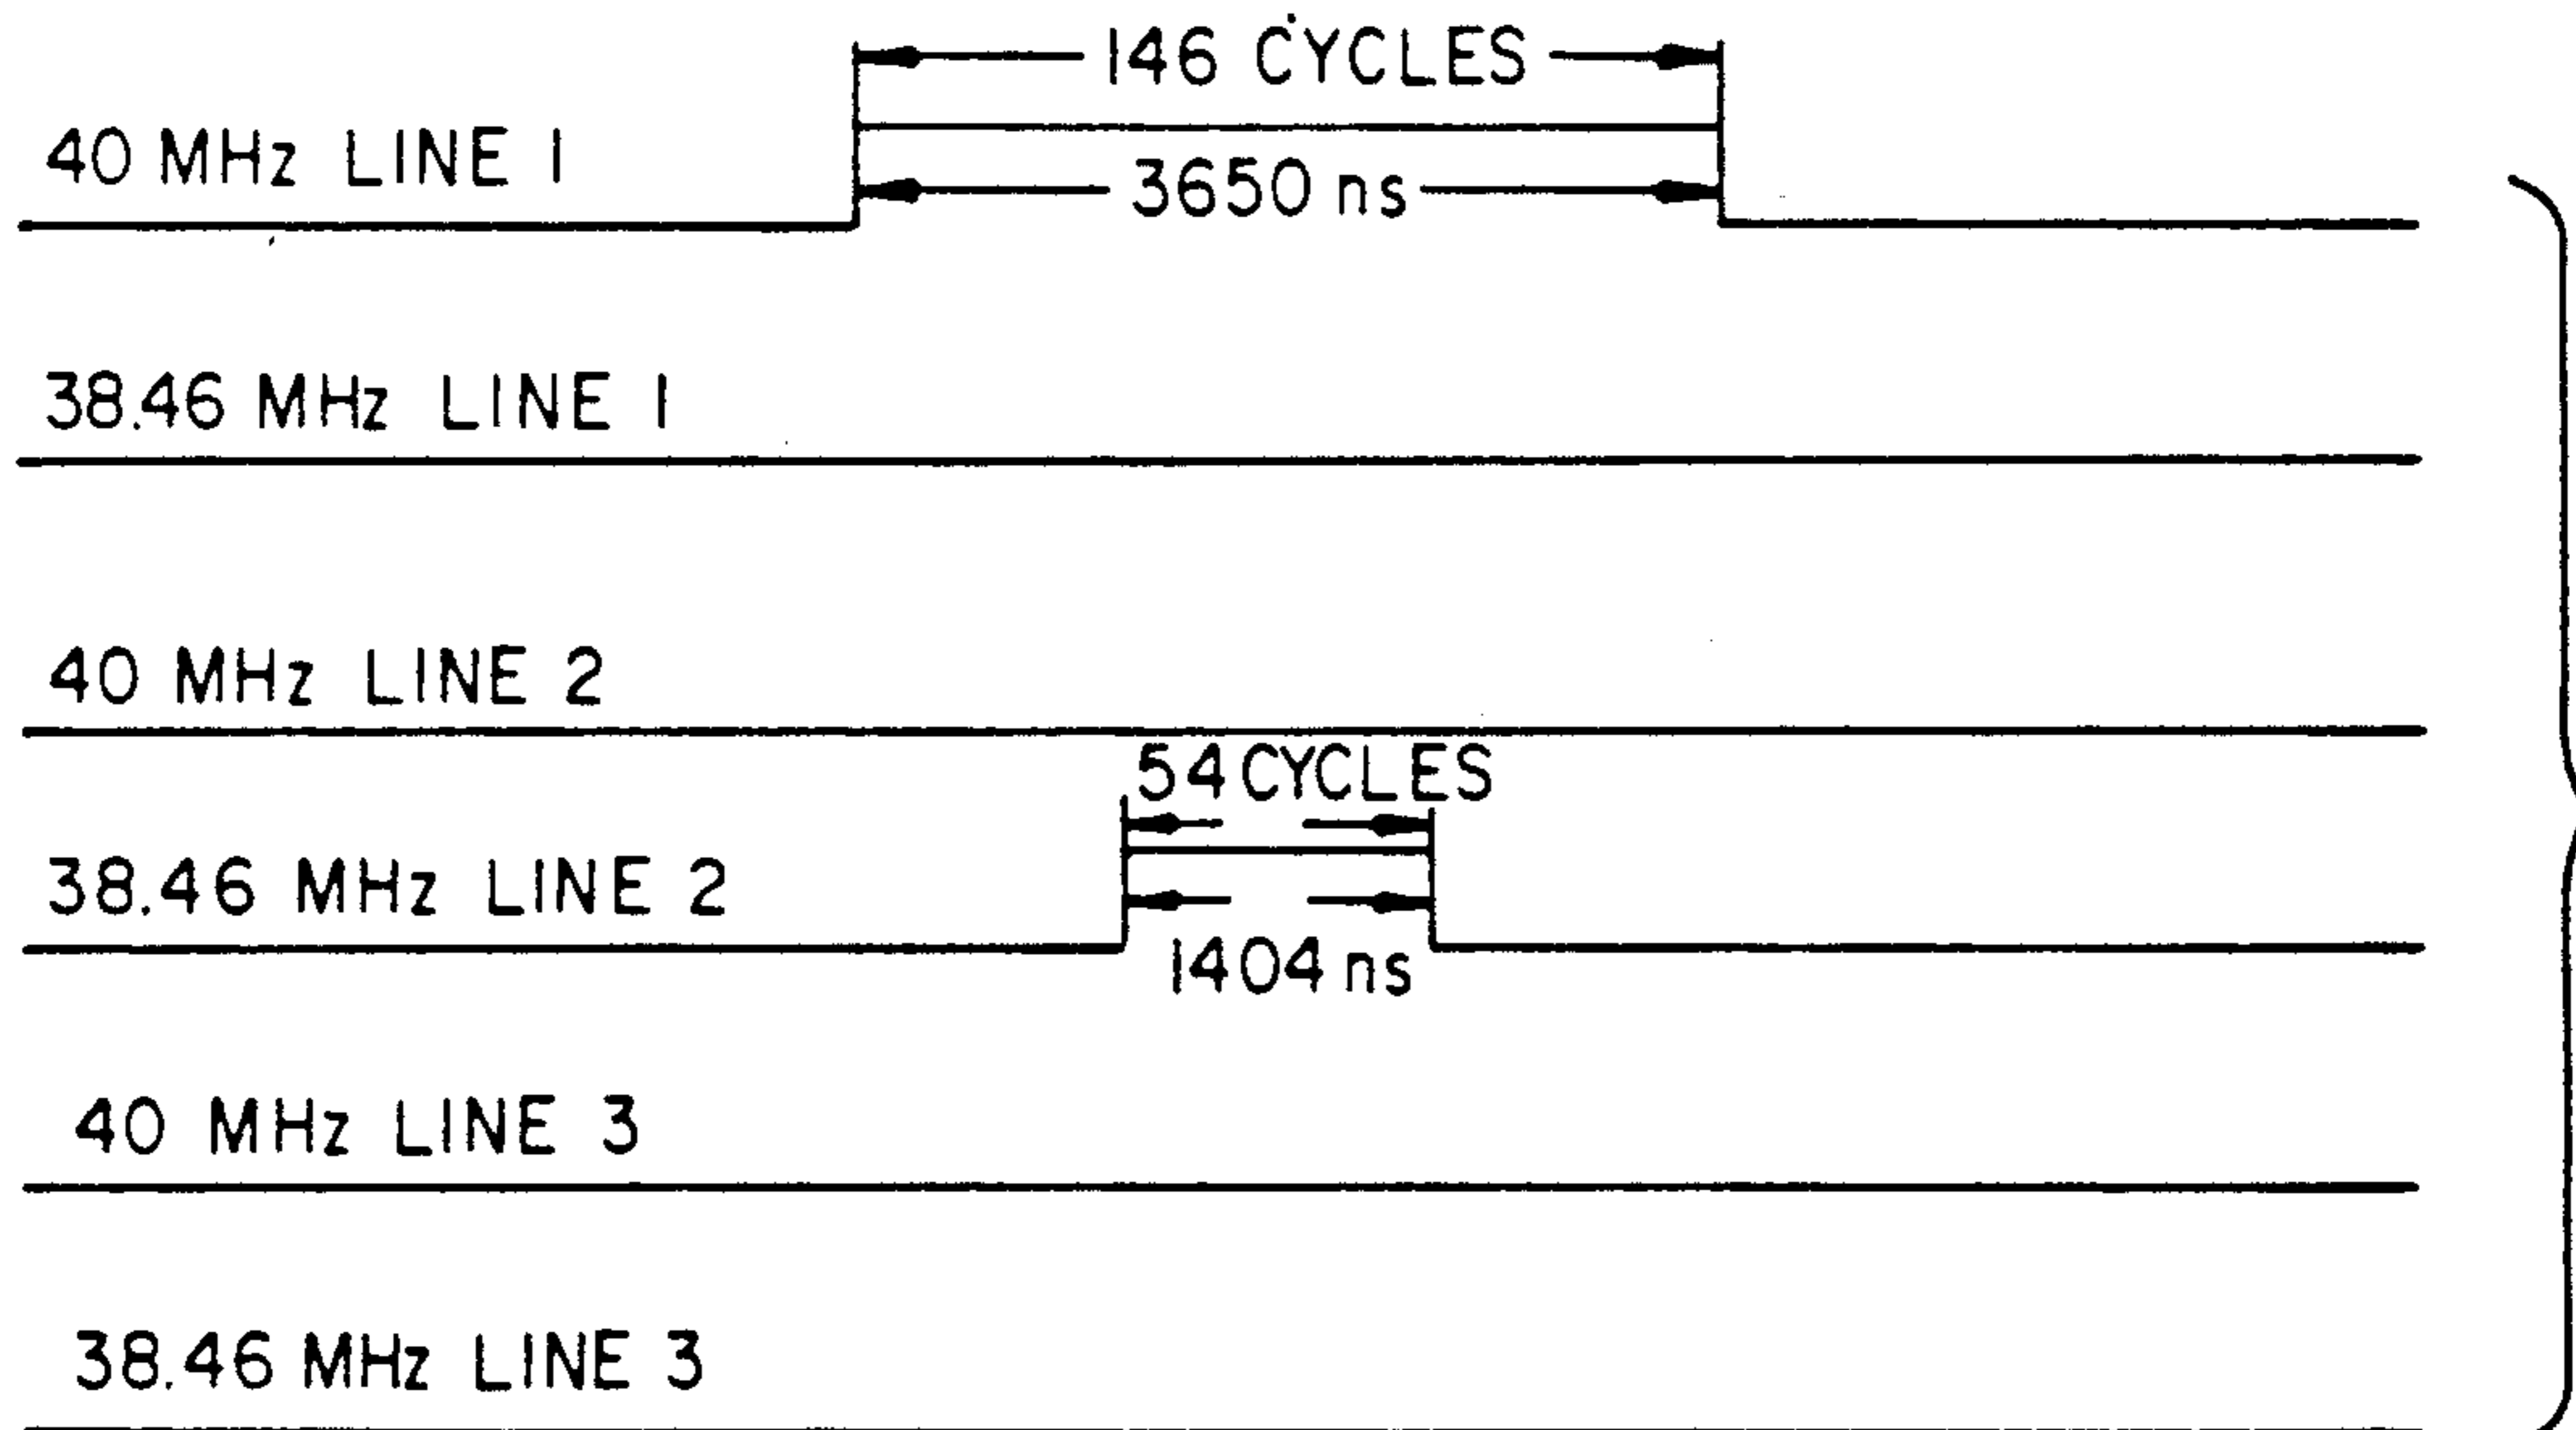 146 CYCLES
40 MHz LINE 1
3650 ns
38.46 MHz LINE 1
40 MHz LINE 2
54 CYCLES
38.46 MHz LINE 2
1404 ns
40 MHz LINE 3
38.46 MHz LINE 3